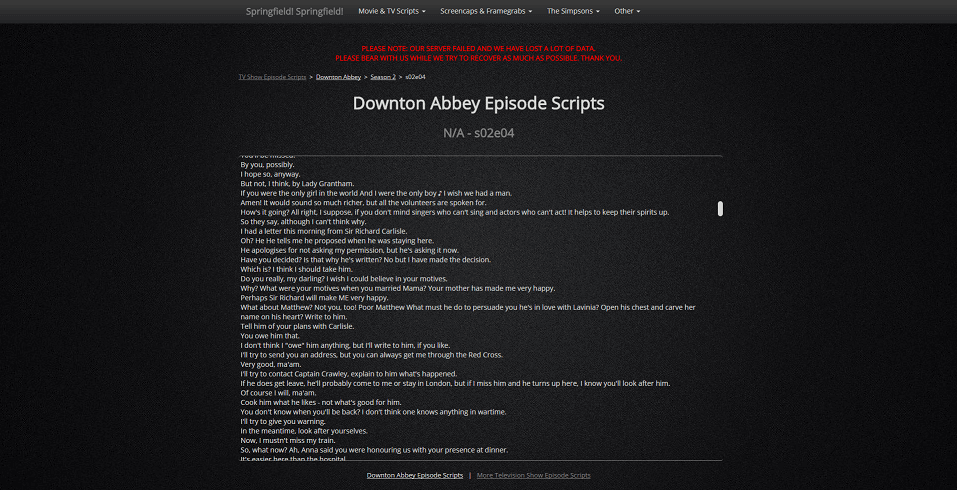 Springfield! Springfield! Movie & TV Scripts Screencaps & Framegrabs The Simpsons Other
PLEASE NOTE: OUR SERVER FAILED AND WE HAVE LOST A LOT OF DATA.
PLEASE BEAR WITH US WHILE WE TRY TO RECOVER AS MUCH AS POSSIBLE. THANK YOU.
TV Show Episode Scripts > Downton Abbey > Season 2 > s02e04
Downton Abbey Episode Scripts
N/A - s02e04
You'll be missed.
By you, possibly.
I hope so, anyway.
But not, I think, by Lady Grantham.
If you were the only girl in the world And I were the only boy ♪ I wish we had a man.
Amen! It would sound so much richer, but all the volunteers are spoken for.
How's it going? All right, I suppose, if you don't mind singers who can't sing and actors who can't act! It helps to keep their spirits up.
So they say, although I can't think why.
I had a letter this morning from Sir Richard Carlisle.
Oh? He He tells me he proposed when he was staying here.
He apologises for not asking my permission, but he's asking it now.
Have you decided? Is that why he's written? No but I have made the decision.
Which is? I think I should take him.
Do you really, my darling? I wish I could believe in your motives.
Why? What were your motives when you married Mama? Your mother has made me very happy.
Perhaps Sir Richard will make ME very happy.
What about Matthew? Not you, too! Poor Matthew What must he do to persuade you he's in love with Lavinia? Open his chest and carve her
name on his heart? Write to him.
Tell him of your plans with Carlisle.
You owe him that.
I don't think I "owe" him anything, but I'll write to him, if you like.
I'll try to send you an address, but you can always get me through the Red Cross.
Very good, ma'am.
I'll try to contact Captain Crawley, explain to him what's happened.
If he does get leave, he'll probably come to me or stay in London, but if I miss him and he turns up here, I know you'll look after him.
Of course I will, ma'am.
Cook him what he likes - not what's good for him.
You don't know when you'll be back? I don't think one knows anything in wartime.
I'll try to give you warning.
In the meantime, look after yourselves.
Now, I mustn't miss my train.
So, what now? Ah, Anna said you were honouring us with your presence at dinner.
It's easier here than the hospital.
Downton Abbey Episode Scripts | More Television Show Episode Scripts